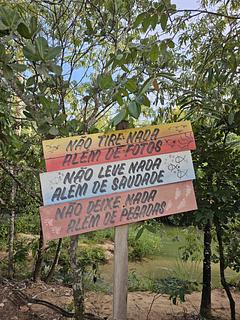 NÃO TIRE NADA
ALÉM DE FOTOS
NÃO LEVE NADA
ALÉM DE SAUDADE
NÃO DEIXE NADA
ALÉM DE PEGADAS